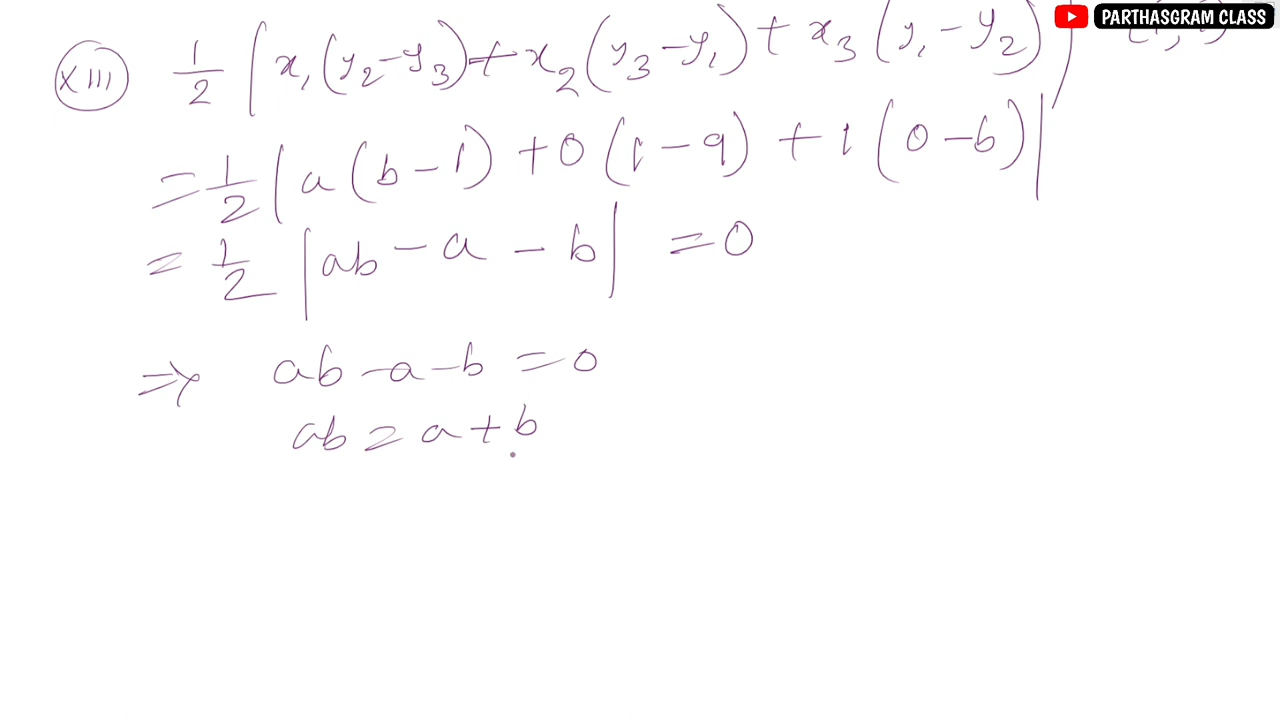 PARTHASGRAM CLASS
XIII 1/2 | x₁(y₂-y₃) + x₂(y₃-y₁) + x₃(y₁-y₂) |
= 1/2 | a(b-1) + 0(1-9) + 1(0-b) |
= 1/2 | ab - a - b | = 0
⇒ ab - a - b = 0
ab = a + b